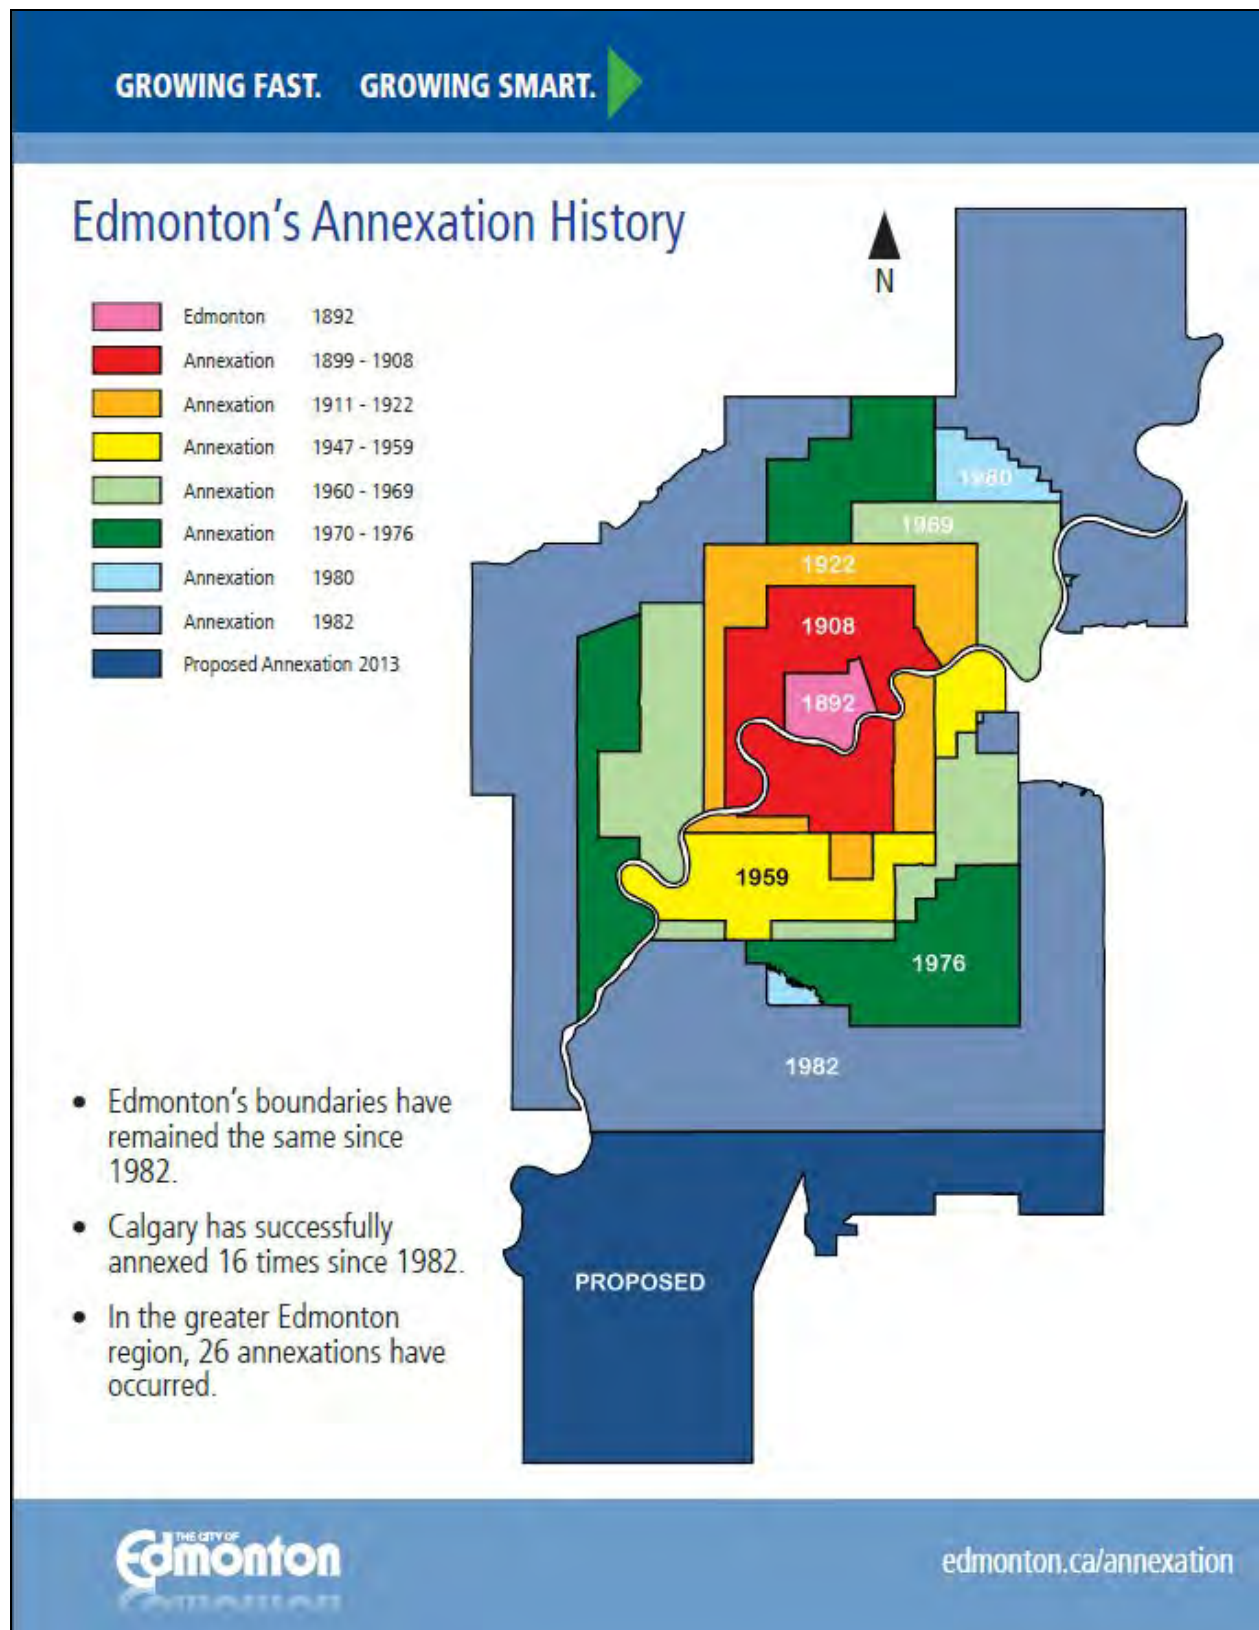 GROWING FAST. GROWING SMART.
Edmonton's Annexation History
N
Edmonton 1892
Annexation 1899 - 1908
Annexation 1911 - 1922
Annexation 1947 - 1959
Annexation 1960 - 1969
Annexation 1970 - 1976
Annexation 1980
Annexation 1982
Proposed Annexation 2013
1980
1969
1922
1908
1892
1959
1976
1982
PROPOSED
• Edmonton's boundaries have
remained the same since
1982.
• Calgary has successfully
annexed 16 times since 1982.
• In the greater Edmonton
region, 26 annexations have
occurred.
THE CITY OF
Edmonton
edmonton.ca/annexation